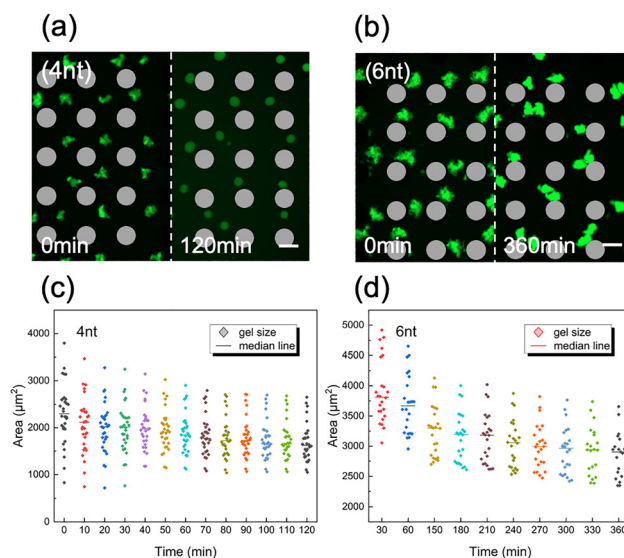 (a)
(b)
(4nt)
0min
120min
(6nt)
0min
360min
(c)
(d)
4nt
gel size
median line
4000
3000
2000
1000
0
Area (μm²)
0 10 20 30 40 50 60 70 80 90 100 110 120
Time (min)
6nt
gel size
median line
5000
4500
4000
3500
3000
2500
2000
Area (μm²)
30 60 150 180 210 240 270 300 330 360
Time (min)